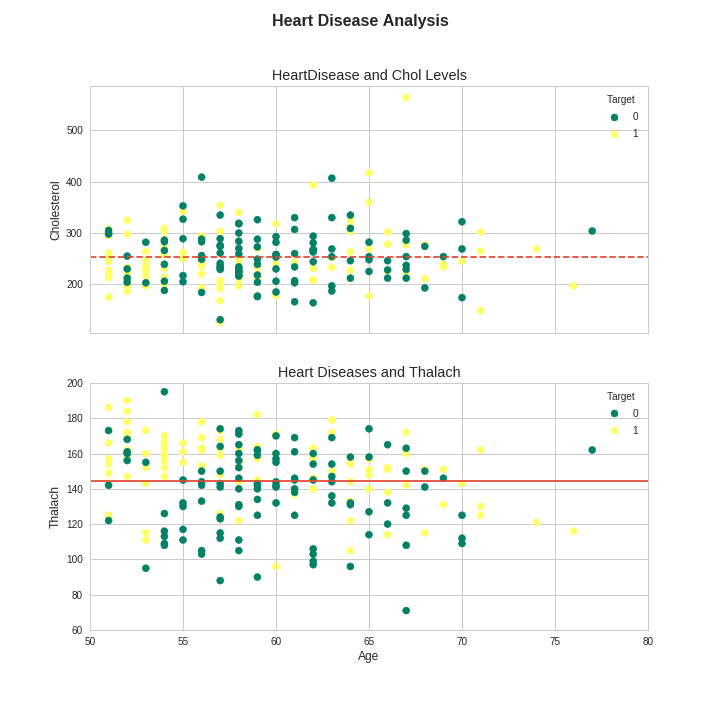 Heart Disease Analysis
HeartDisease and Chol Levels
Target
0
1
500
400
300
200
Cholesterol
Heart Diseases and Thalach
Target
0
1
200
180
160
140
120
100
80
60
Thalach
50 55 60 65 70 75 80
Age